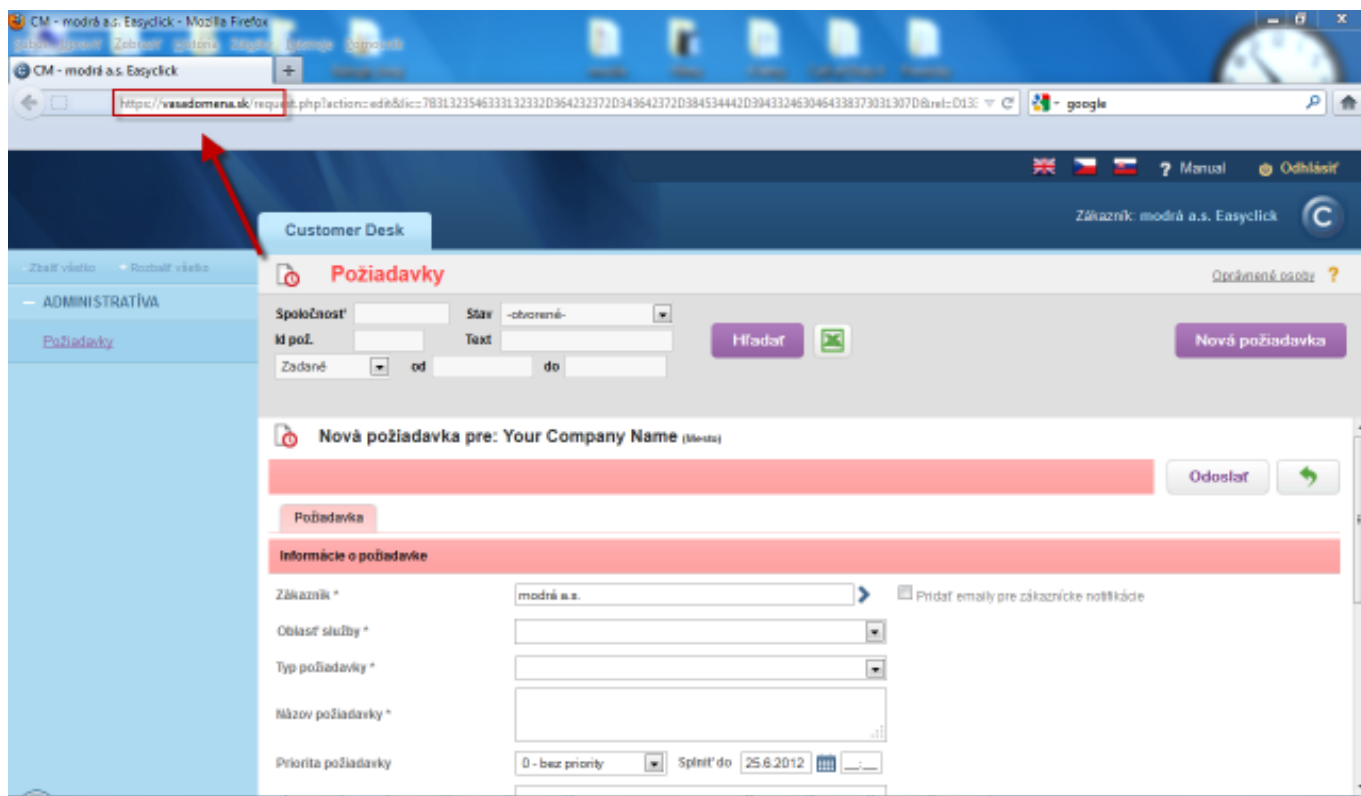 CM - modrá a.s. Easyclick - Mozilla Firefox
Zobraziť
CM - modrá a.s. Easyclick
+
https://vasadomena.sk/request.php?action=edit&lic=
google
? Manual Odhlásiť
Customer Desk
Zákazník: modrá a.s. Easyclick
- Zbaliť všetko + Rozbaliť všetko
Požiadavky
Oprávnené osoby ?
ADMINISTRATÍVA
Požiadavky
Spoločnosť Stav -otvorené-
Id pož. Text
Hľadať
Nová požiadavka
Zadané od do
Nová požiadavka pre: Your Company Name (Mesto)
Odoslať
Požiadavka
Informácie o požiadavke
Zákazník * modrá a.s. Pridať emaily pre zákaznícke notifikácie
Oblasť služby *
Typ požiadavky *
Názov požiadavky *
Priorita požiadavky 0 - bez priority Splniť do 25.6.2012 __:__